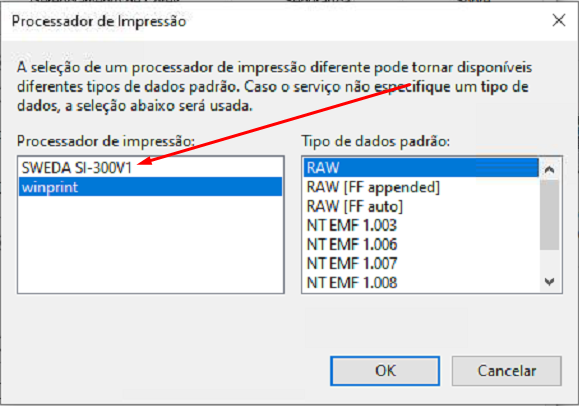 Processador de Impressão
A seleção de um processador de impressão diferente pode tornar disponíveis
diferentes tipos de dados padrão. Caso o serviço não especifique um tipo de
dados, a seleção abaixo será usada.
Processador de impressão:
Tipo de dados padrão:
SWEDA SI-300V1
winprint
RAW
RAW [FF appended]
RAW [FF auto]
NT EMF 1.003
NT EMF 1.006
NT EMF 1.007
NT EMF 1.008
OK
Cancelar